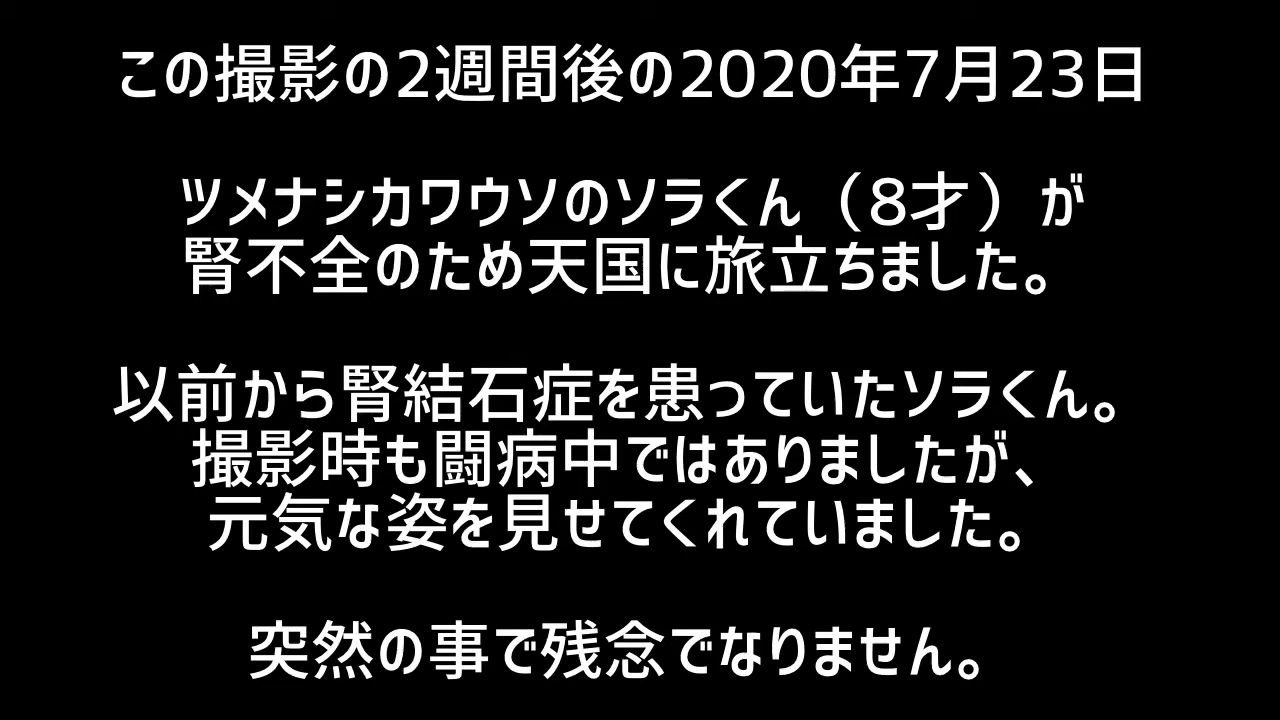 この撮影の2週間後の2020年7月23日
ツメナシカワウソのソラくん（8才）が
腎不全のため天国に旅立ちました。
以前から腎結石症を患っていたソラくん。
撮影時も闘病中ではありましたが、
元気な姿を見せてくれていました。
突然の事で残念でなりません。